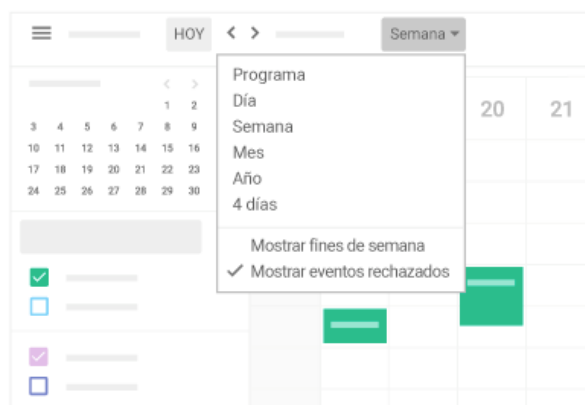 HOY < > Semana
Programa
Día
Semana
Mes
Año
4 días
Mostrar fines de semana
Mostrar eventos rechazados
< >
1 2
3 4 5 6 7 8 9
10 11 12 13 14 15 16
17 18 19 20 21 22 23
24 25 26 27 28 29 30
20 21